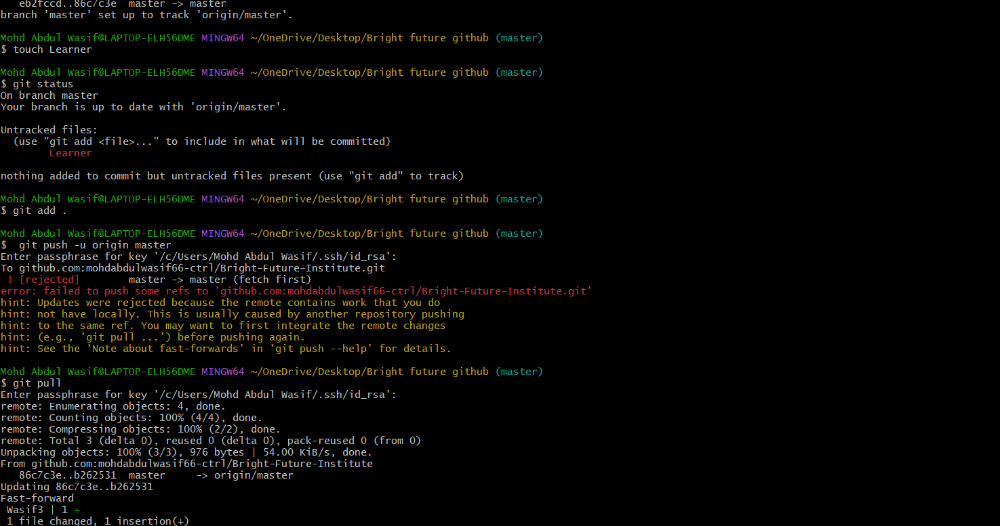 eb2fccd..86c7c3e  master -> master
branch 'master' set up to track 'origin/master'.
Mohd Abdul Wasif@LAPTOP-ELH56DME MINGW64 ~/OneDrive/Desktop/Bright future github (master)
$ touch Learner
Mohd Abdul Wasif@LAPTOP-ELH56DME MINGW64 ~/OneDrive/Desktop/Bright future github (master)
$ git status
On branch master
Your branch is up to date with 'origin/master'.
Untracked files:
  (use "git add <file>..." to include in what will be committed)
        Learner
nothing added to commit but untracked files present (use "git add" to track)
Mohd Abdul Wasif@LAPTOP-ELH56DME MINGW64 ~/OneDrive/Desktop/Bright future github (master)
$ git add .
Mohd Abdul Wasif@LAPTOP-ELH56DME MINGW64 ~/OneDrive/Desktop/Bright future github (master)
$  git push -u origin master
Enter passphrase for key '/c/Users/Mohd Abdul Wasif/.ssh/id_rsa':
To github.com:mohdabdulwasif66-ctrl/Bright-Future-Institute.git
 ! [rejected]        master -> master (fetch first)
error: failed to push some refs to 'github.com:mohdabdulwasif66-ctrl/Bright-Future-Institute.git'
hint: Updates were rejected because the remote contains work that you do
hint: not have locally. This is usually caused by another repository pushing
hint: to the same ref. You may want to first integrate the remote changes
hint: (e.g., 'git pull ...') before pushing again.
hint: See the 'Note about fast-forwards' in 'git push --help' for details.
Mohd Abdul Wasif@LAPTOP-ELH56DME MINGW64 ~/OneDrive/Desktop/Bright future github (master)
$ git pull
Enter passphrase for key '/c/Users/Mohd Abdul Wasif/.ssh/id_rsa':
remote: Enumerating objects: 4, done.
remote: Counting objects: 100% (4/4), done.
remote: Compressing objects: 100% (2/2), done.
remote: Total 3 (delta 0), reused 0 (delta 0), pack-reused 0 (from 0)
Unpacking objects: 100% (3/3), 976 bytes | 54.00 KiB/s, done.
From github.com:mohdabdulwasif66-ctrl/Bright-Future-Institute
   86c7c3e..b262531  master     -> origin/master
Updating 86c7c3e..b262531
Fast-forward
 Wasif3 | 1 +
 1 file changed, 1 insertion(+)